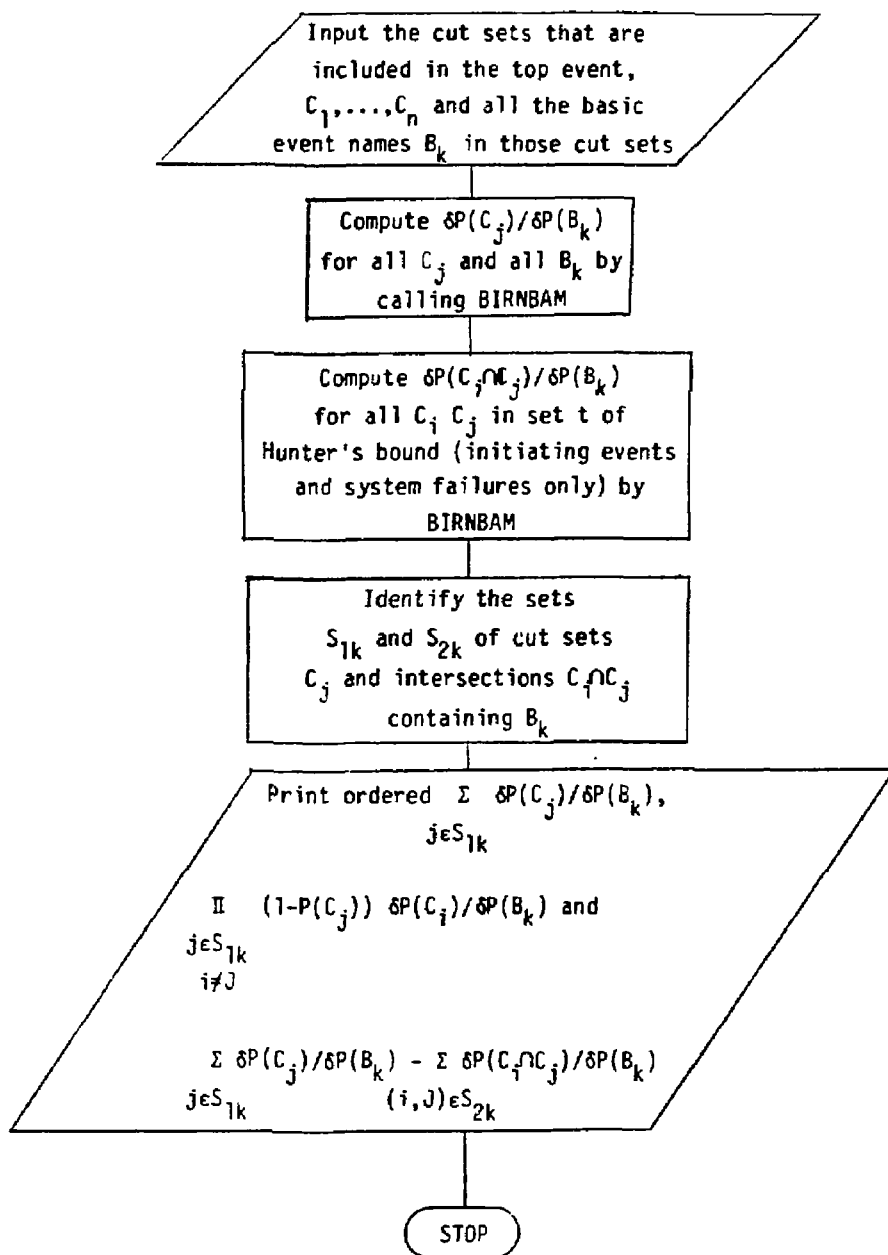 Input the cut sets that are
included in the top event,
C₁,...,Cₙ and all the basic
event names Bₖ in those cut sets
Compute δP(Cⱼ)/δP(Bₖ)
for all Cⱼ and all Bₖ by
calling BIRNBAM
Compute δP(Cᵢ∩Cⱼ)/δP(Bₖ)
for all Cᵢ Cⱼ in set t of
Hunter's bound (initiating events
and system failures only) by
BIRNBAM
Identify the sets
S₁ₖ and S₂ₖ of cut sets
Cⱼ and intersections Cᵢ∩Cⱼ
containing Bₖ
Print ordered Σ δP(Cⱼ)/δP(Bₖ),
jεS₁ₖ
Π (1-P(Cⱼ)) δP(Cᵢ)/δP(Bₖ) and
jεS₁ₖ
i≠J
Σ δP(Cⱼ)/δP(Bₖ) - Σ δP(Cᵢ∩Cⱼ)/δP(Bₖ)
jεS₁ₖ (i,J)εS₂ₖ
STOP